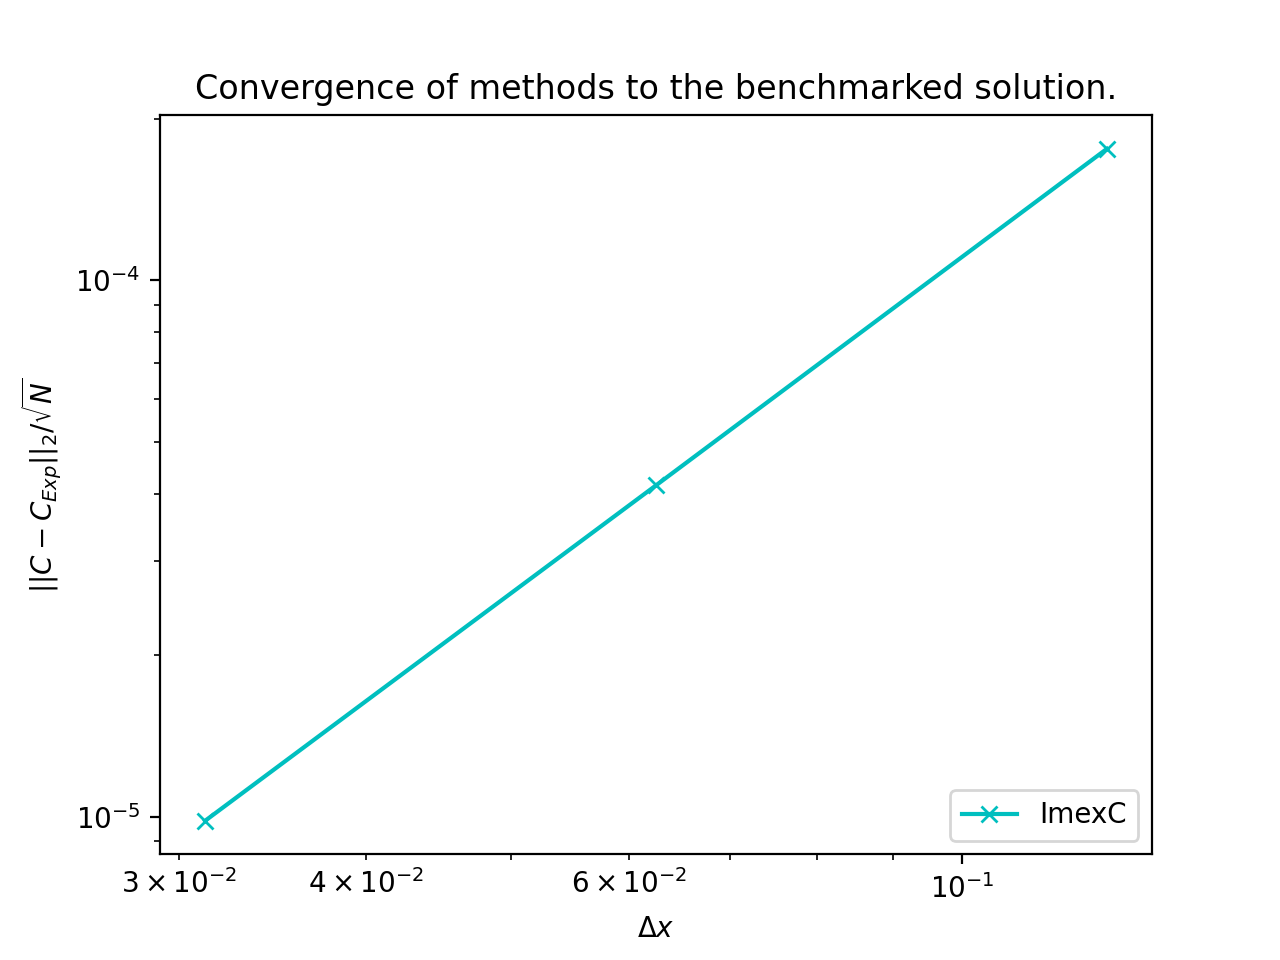 Convergence of methods to the benchmarked solution.
||C − C_{Exp}||_2/√N
10^{−4}
10^{−5}
ImexC
3 × 10^{−2}
4 × 10^{−2}
6 × 10^{−2}
10^{−1}
Δx